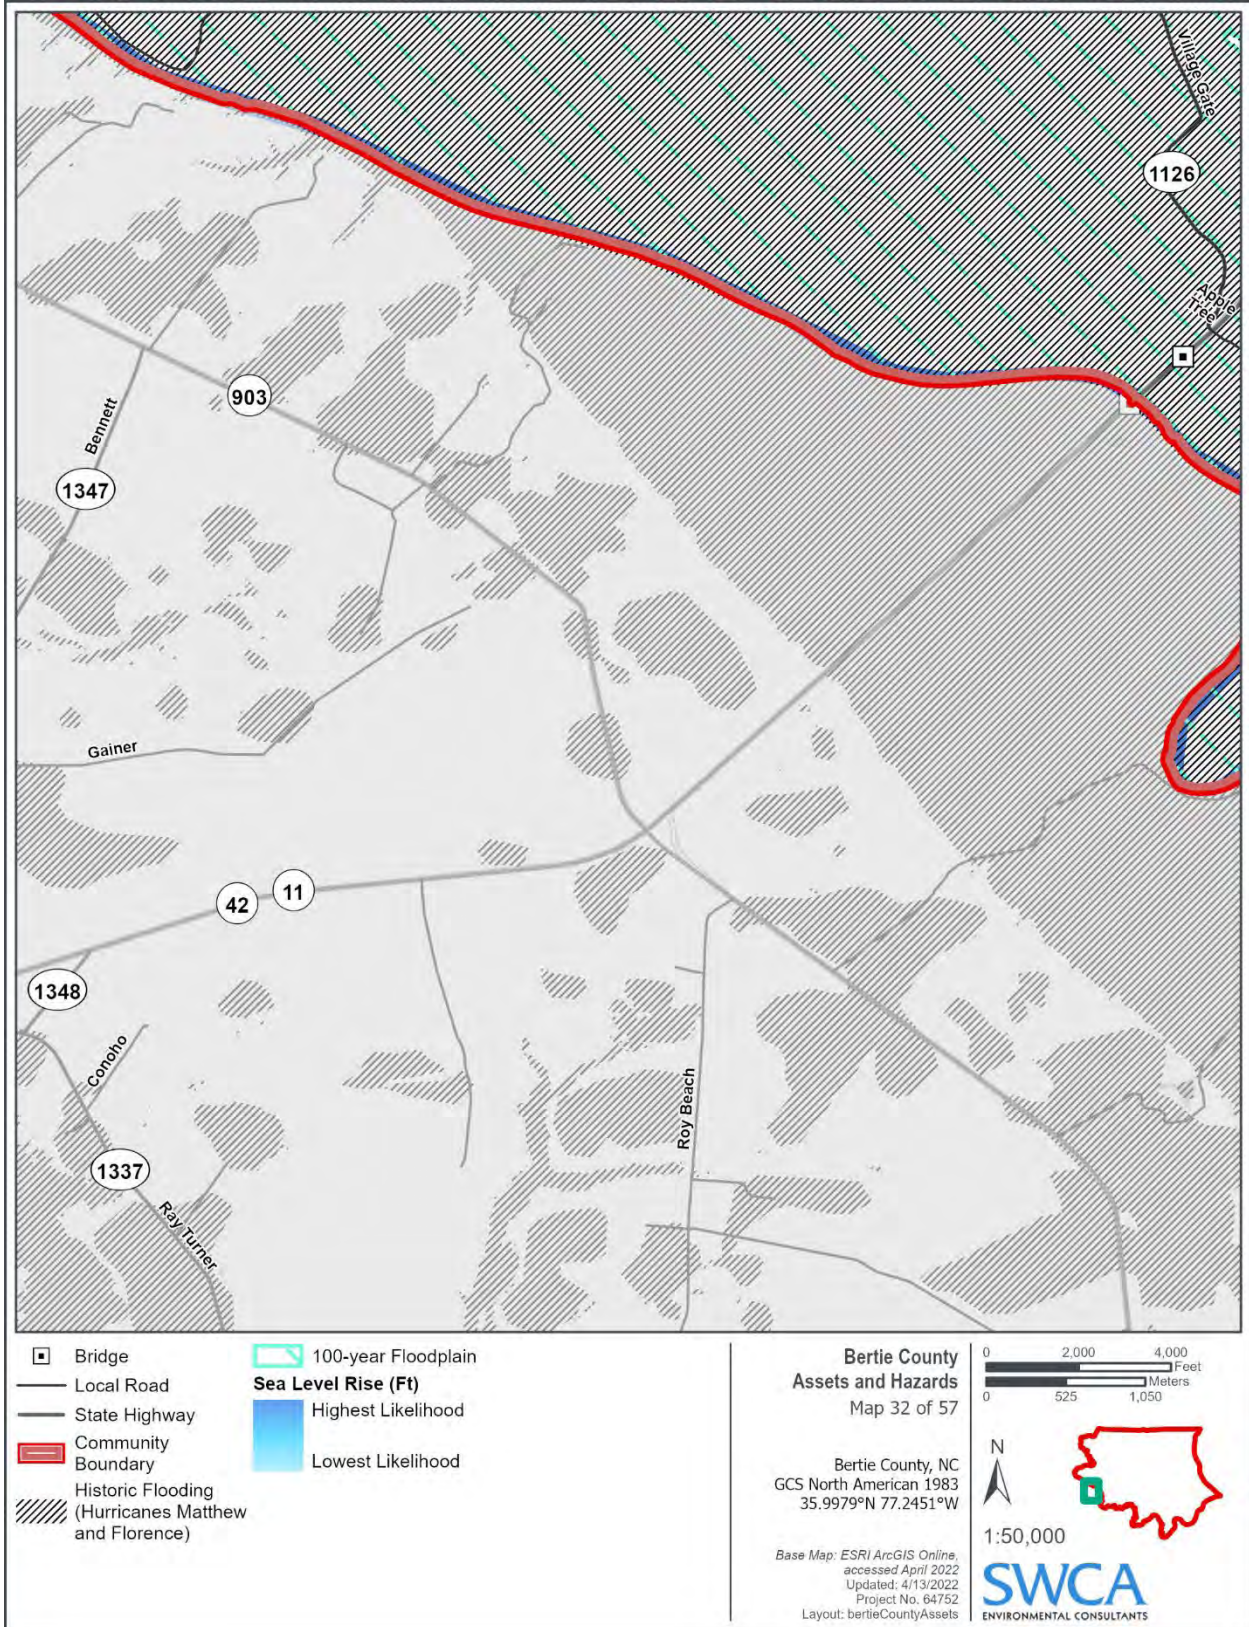 Village Gate
1126
Apple
Tree
903
Bennett
1347
Gainer
42
11
1348
Conoho
Roy Beach
1337
Ray Turner
Bridge
Local Road
State Highway
Community
Boundary
Historic Flooding
(Hurricanes Matthew
and Florence)
100-year Floodplain
Sea Level Rise (Ft)
Highest Likelihood
Lowest Likelihood
Bertie County
Assets and Hazards
Map 32 of 57
Bertie County, NC
GCS North American 1983
35.9979°N 77.2451°W
Base Map: ESRI ArcGIS Online,
accessed April 2022
Updated: 4/13/2022
Project No. 64752
Layout: bertieCountyAssets
0 2,000 4,000
Feet
Meters
0 525 1,050
N
1:50,000
SWCA
ENVIRONMENTAL CONSULTANTS